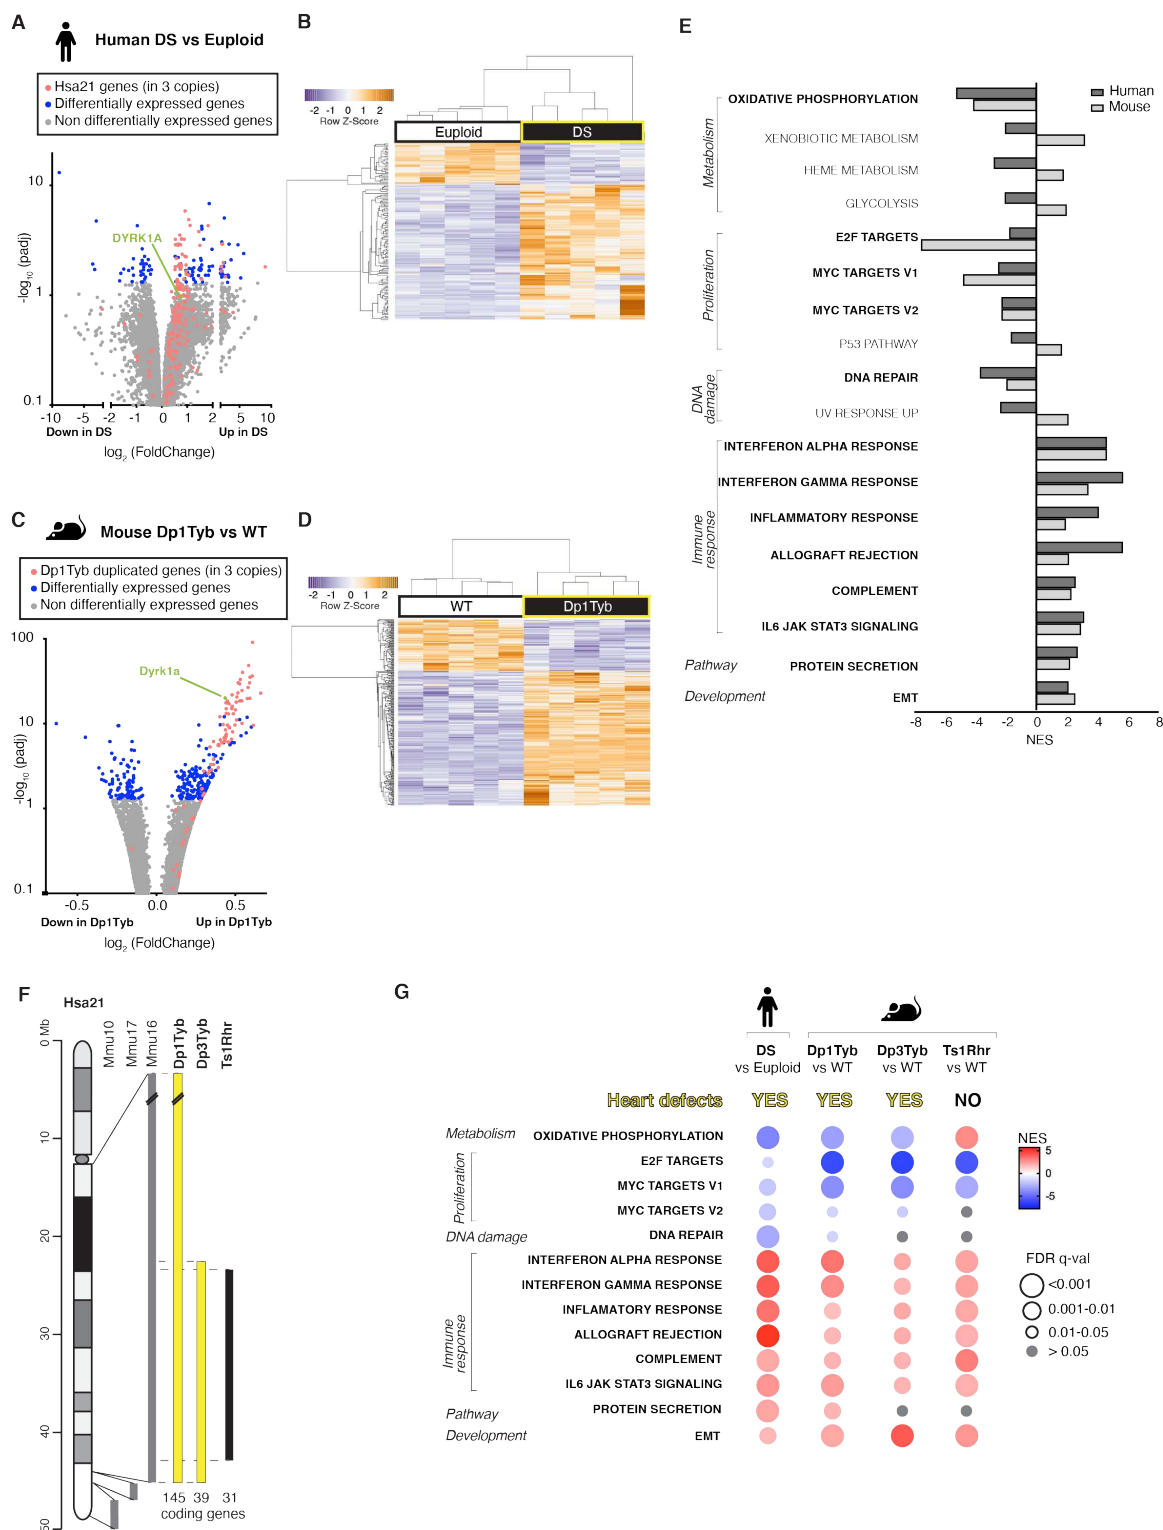 A
Human DS vs Euploid
Hsa21 genes (in 3 copies)
Differentially expressed genes
Non differentially expressed genes
10
1
0.1
-log10 (padj)
DYRK1A
-10 -5 -2 -1 0 1 2 5 10
Down in DS
Up in DS
log2 (FoldChange)
B
-2 -1 0 1 2
Row Z-Score
Euploid
DS
C
Mouse Dp1Tyb vs WT
Dp1Tyb duplicated genes (in 3 copies)
Differentially expressed genes
Non differentially expressed genes
100
10
1
0.1
-log10 (padj)
Dyrk1a
-0.5 0.0 0.5
Down in Dp1Tyb
Up in Dp1Tyb
log2 (FoldChange)
D
-2 -1 0 1 2
Row Z-Score
WT
Dp1Tyb
E
Human
Mouse
Metabolism
OXIDATIVE PHOSPHORYLATION
XENOBIOTIC METABOLISM
HEME METABOLISM
GLYCOLYSIS
Proliferation
E2F TARGETS
MYC TARGETS V1
MYC TARGETS V2
P53 PATHWAY
DNA damage
DNA REPAIR
UV RESPONSE UP
Immune response
INTERFERON ALPHA RESPONSE
INTERFERON GAMMA RESPONSE
INFLAMMATORY RESPONSE
ALLOGRAFT REJECTION
COMPLEMENT
IL6 JAK STAT3 SIGNALING
Pathway
PROTEIN SECRETION
Development
EMT
-8 -6 -4 -2 0 2 4 6 8
NES
F
Hsa21
Mmu10
Mmu17
Mmu16
Dp1Tyb
Dp3Tyb
Ts1Rhr
0 Mb
10
20
30
40
50
145 39 31
coding genes
G
DS
vs Euploid
Dp1Tyb
vs WT
Dp3Tyb
vs WT
Ts1Rhr
vs WT
Heart defects YES YES YES NO
Metabolism
OXIDATIVE PHOSPHORYLATION
Proliferation
E2F TARGETS
MYC TARGETS V1
MYC TARGETS V2
DNA damage
DNA REPAIR
Immune response
INTERFERON ALPHA RESPONSE
INTERFERON GAMMA RESPONSE
INFLAMATORY RESPONSE
ALLOGRAFT REJECTION
COMPLEMENT
IL6 JAK STAT3 SIGNALING
Pathway
PROTEIN SECRETION
Development
EMT
NES
5
0
-5
FDR q-val
<0.001
0.001-0.01
0.01-0.05
> 0.05